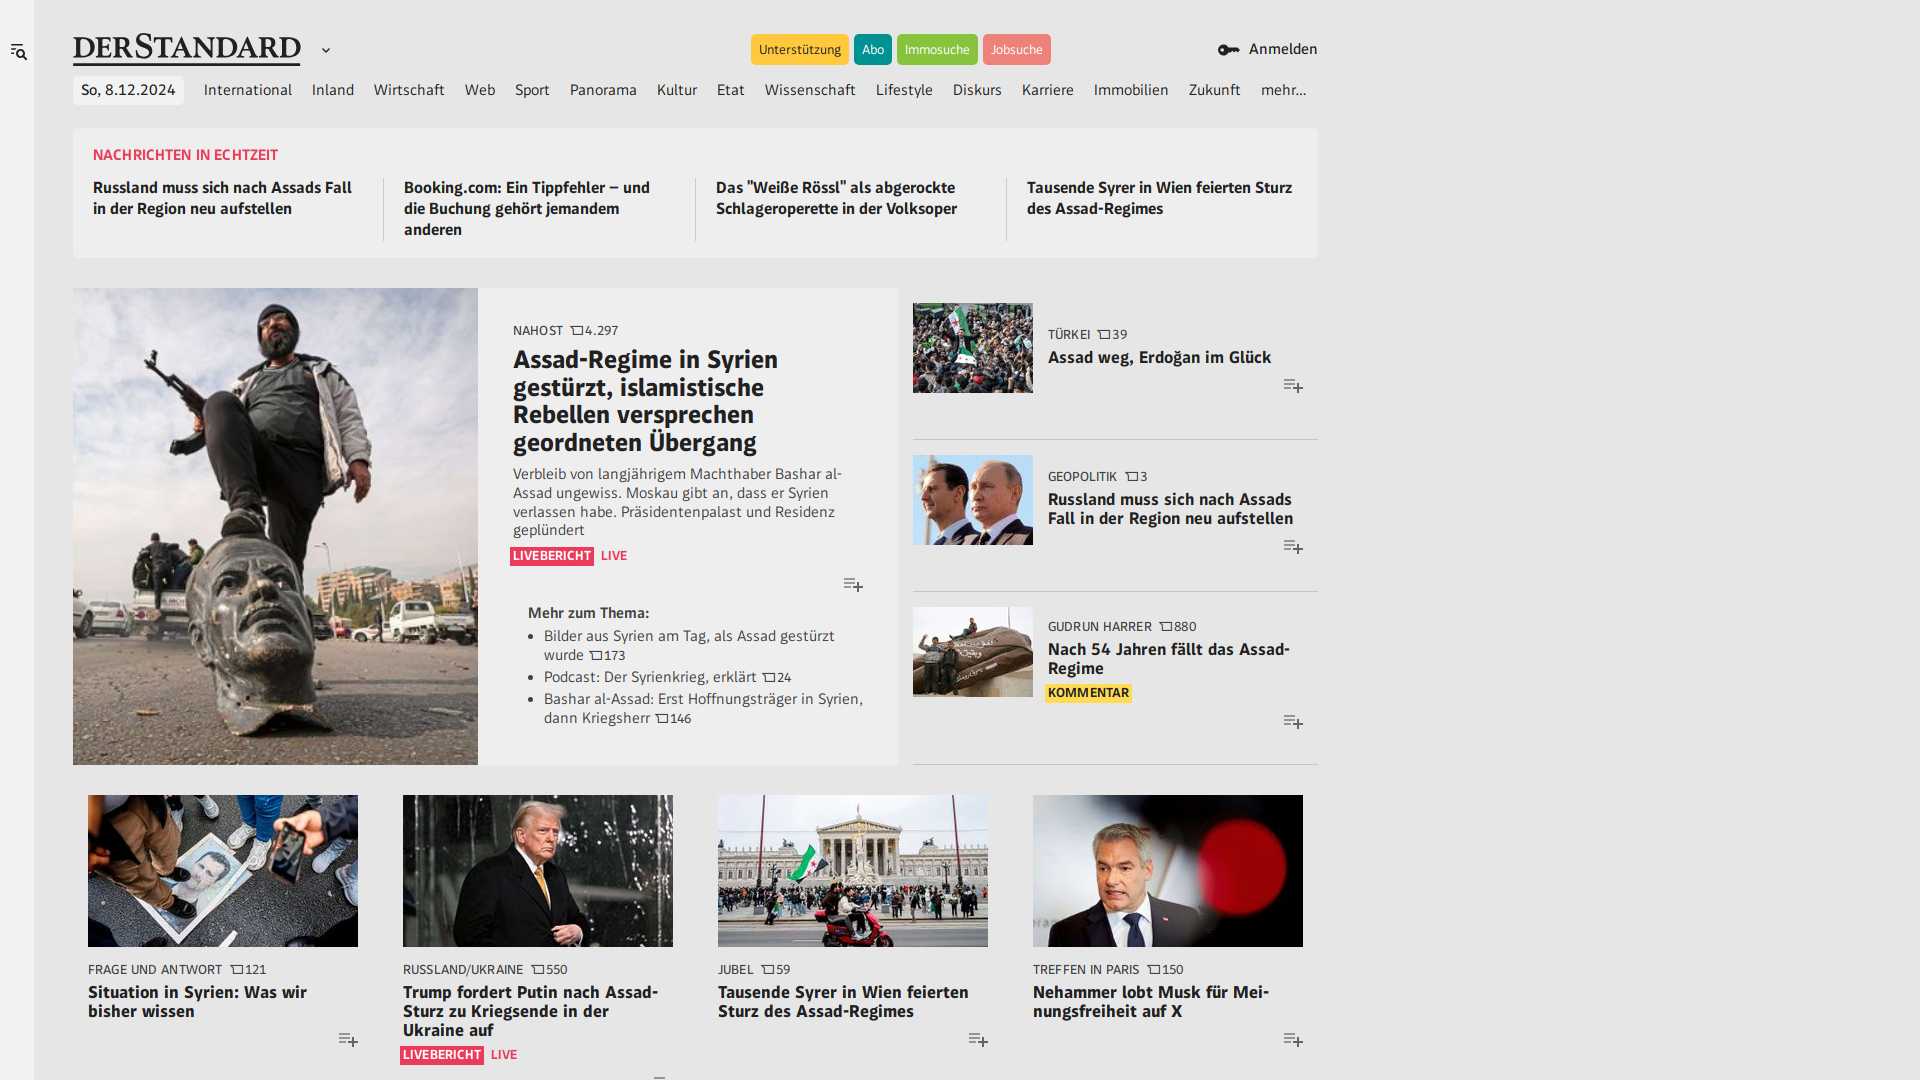 DERSTANDARD
Unterstützung
Abo
Immosuche
Jobsuche
Anmelden
So, 8.12.2024
International
Inland
Wirtschaft
Web
Sport
Panorama
Kultur
Etat
Wissenschaft
Lifestyle
Diskurs
Karriere
Immobilien
Zukunft
mehr...
NACHRICHTEN IN ECHTZEIT
Russland muss sich nach Assads Fall
in der Region neu aufstellen
Booking.com: Ein Tippfehler – und
die Buchung gehört jemandem
anderen
Das "Weiße Rössl" als abgerockte
Schlageroperette in der Volksoper
Tausende Syrer in Wien feierten Sturz
des Assad-Regimes
NAHOST 4.297
Assad-Regime in Syrien
gestürzt, islamistische
Rebellen versprechen
geordneten Übergang
Verbleib von langjährigem Machthaber Bashar al-
Assad ungewiss. Moskau gibt an, dass er Syrien
verlassen habe. Präsidentenpalast und Residenz
geplündert
LIVEBERICHT LIVE
Mehr zum Thema:
• Bilder aus Syrien am Tag, als Assad gestürzt
wurde 173
• Podcast: Der Syrienkrieg, erklärt 24
• Bashar al-Assad: Erst Hoffnungsträger in Syrien,
dann Kriegsherr 146
TÜRKEI 39
Assad weg, Erdoğan im Glück
GEOPOLITIK 3
Russland muss sich nach Assads
Fall in der Region neu aufstellen
GUDRUN HARRER 880
Nach 54 Jahren fällt das Assad-
Regime
KOMMENTAR
FRAGE UND ANTWORT 121
Situation in Syrien: Was wir
bisher wissen
RUSSLAND/UKRAINE 550
Trump fordert Putin nach Assad-
Sturz zu Kriegsende in der
Ukraine auf
LIVEBERICHT LIVE
JUBEL 59
Tausende Syrer in Wien feierten
Sturz des Assad-Regimes
TREFFEN IN PARIS 150
Nehammer lobt Musk für Mei-
nungsfreiheit auf X